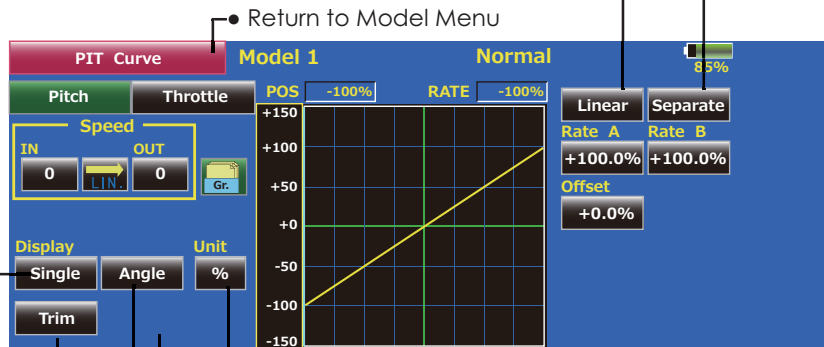 Return to Model Menu
PIT Curve Model 1 Normal 85%
Pitch Throttle POS -100% RATE -100%
Linear Separate
Speed
IN OUT
0 LIN. 0 Gr.
Rate A Rate B
+100.0% +100.0%
Offset
+0.0%
+150
+100
+50
+0
-50
-100
-150
Display Unit
Single Angle %
Trim